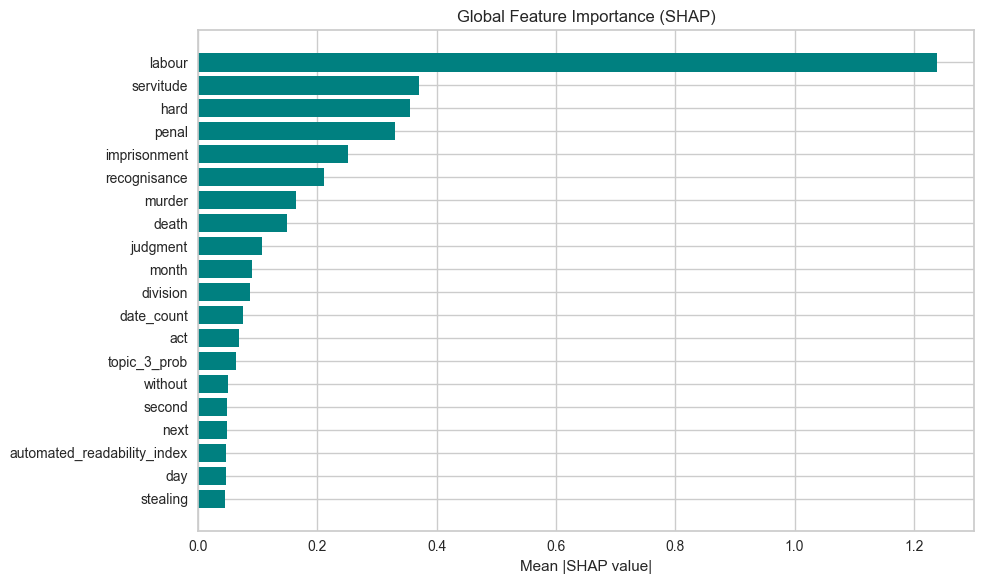 Global Feature Importance (SHAP)
labour
servitude
hard
penal
imprisonment
recognisance
murder
death
judgment
month
division
date_count
act
topic_3_prob
without
second
next
automated_readability_index
day
stealing
0.0 0.2 0.4 0.6 0.8 1.0 1.2
Mean |SHAP value|